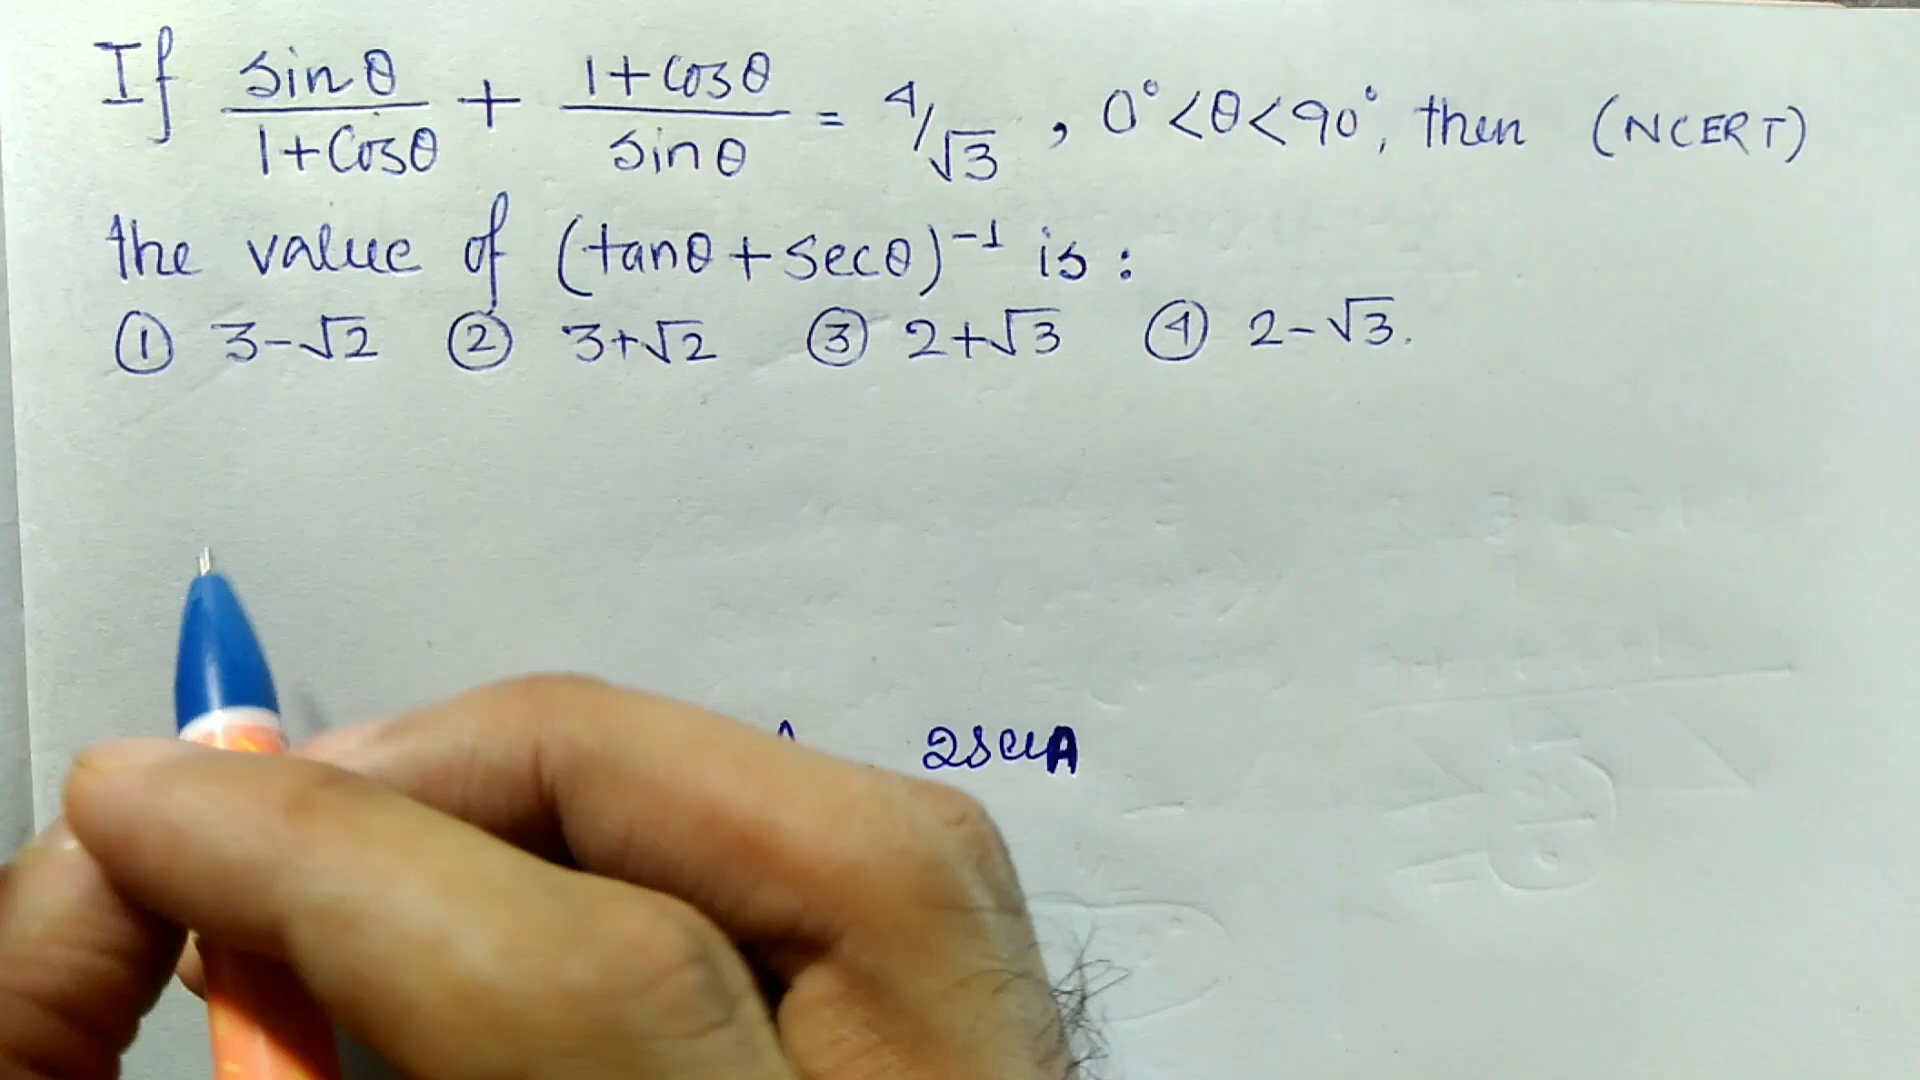 If sinθ/1+Cosθ + 1+cosθ/sinθ = 4/√3 , 0°<θ<90°, then (NCERT)
the value of (tanθ+secθ)⁻¹ is :
① 3-√2 ② 3+√2 ③ 2+√3 ④ 2-√3.